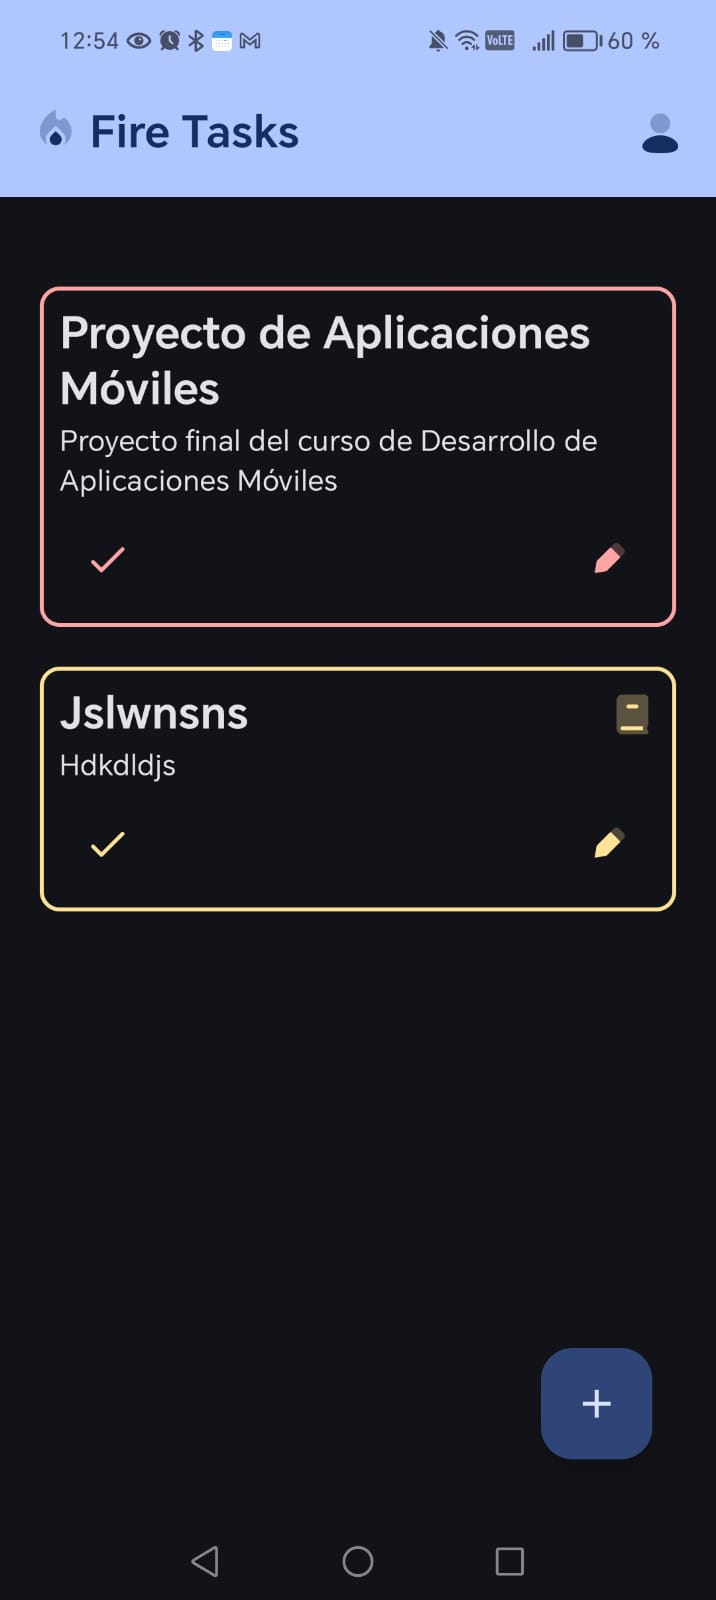 12:54 VoLTE 60 %
Fire Tasks
Proyecto de Aplicaciones
Móviles
Proyecto final del curso de Desarrollo de
Aplicaciones Móviles
Jslwnsns
Hdkdldjs